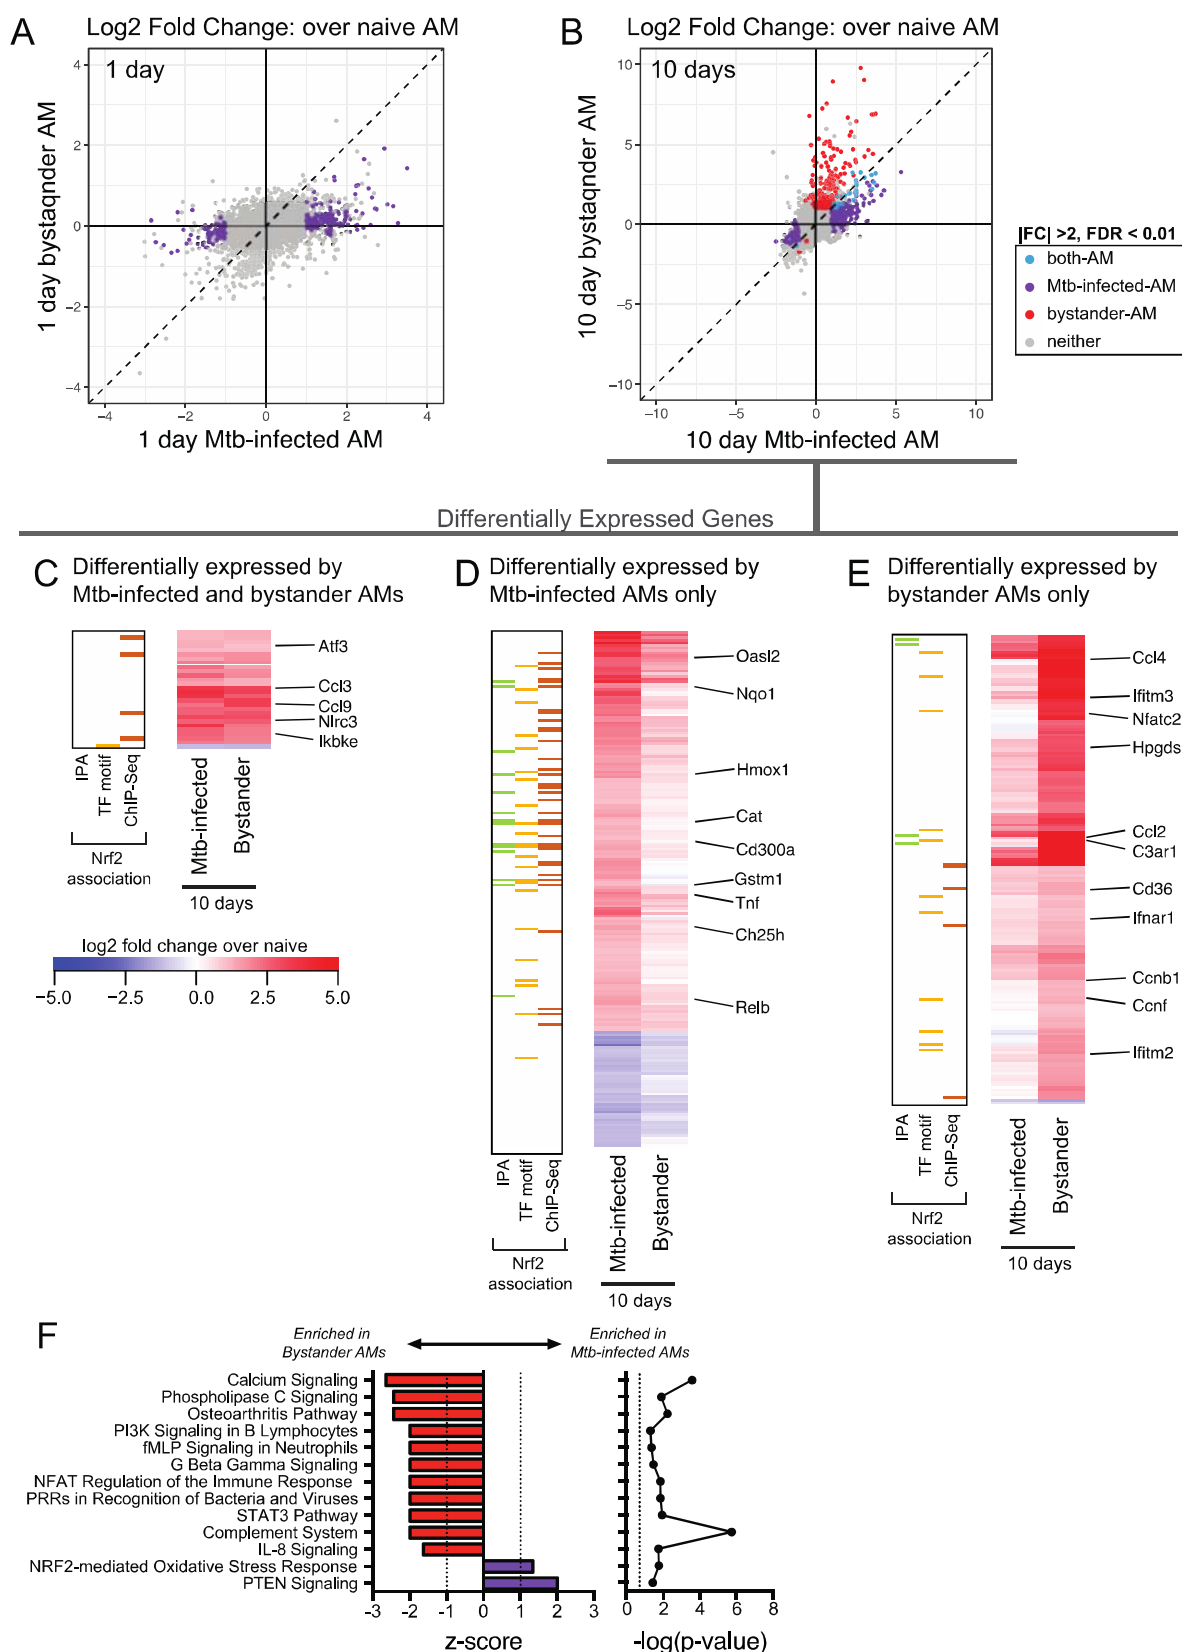 A
Log2 Fold Change: over naive AM
1 day
1 day bystaqnder AM
4
2
0
−2
−4
−4
−2
0
2
4
1 day Mtb-infected AM
B
Log2 Fold Change: over naive AM
10 days
10 day bystaqnder AM
10
5
0
−5
−10
−10
−5
0
5
10
10 day Mtb-infected AM
|FC| >2, FDR < 0.01
both-AM
Mtb-infected-AM
bystander-AM
neither
Differentially Expressed Genes
C
Differentially expressed by
Mtb-infected and bystander AMs
Atf3
Ccl3
Ccl9
Nlrc3
Ikbke
IPA
TF motif
ChIP-Seq
Nrf2
association
Mtb-infected
Bystander
10 days
log2 fold change over naive
−5.0
−2.5
0.0
2.5
5.0
D
Differentially expressed by
Mtb-infected AMs only
Oasl2
Nqo1
Hmox1
Cat
Cd300a
Gstm1
Tnf
Ch25h
Relb
IPA
TF motif
ChIP-Seq
Nrf2
association
Mtb-infected
Bystander
10 days
E
Differentially expressed by
bystander AMs only
Ccl4
Ifitm3
Nfatc2
Hpgds
Ccl2
C3ar1
Cd36
Ifnar1
Ccnb1
Ccnf
Ifitm2
IPA
TF motif
ChIP-Seq
Nrf2
association
Mtb-infected
Bystander
10 days
F
Enriched in
Bystander AMs
Enriched in
Mtb-infected AMs
Calcium Signaling
Phospholipase C Signaling
Osteoarthritis Pathway
PI3K Signaling in B Lymphocytes
fMLP Signaling in Neutrophils
G Beta Gamma Signaling
NFAT Regulation of the Immune Response
PRRs in Recognition of Bacteria and Viruses
STAT3 Pathway
Complement System
IL-8 Signaling
NRF2-mediated Oxidative Stress Response
PTEN Signaling
-3
-2
-1
0
1
2
3
z-score
0
2
4
6
8
-log(p-value)